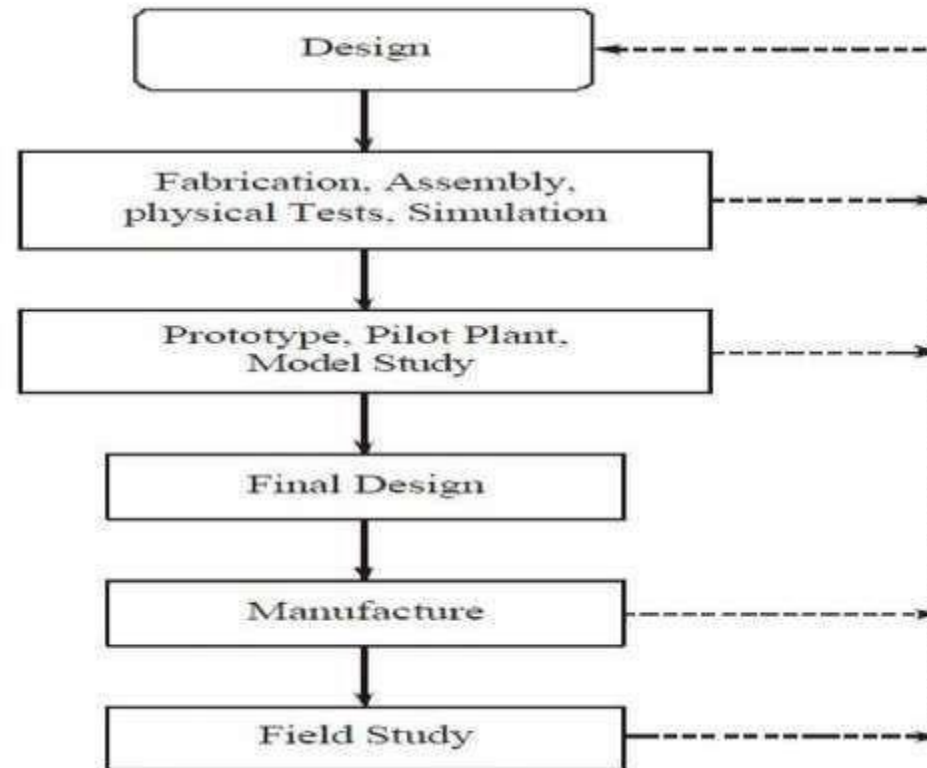 Design
Fabrication, Assembly,
physical Tests, Simulation
Prototype, Pilot Plant,
Model Study
Final Design
Manufacture
Field Study